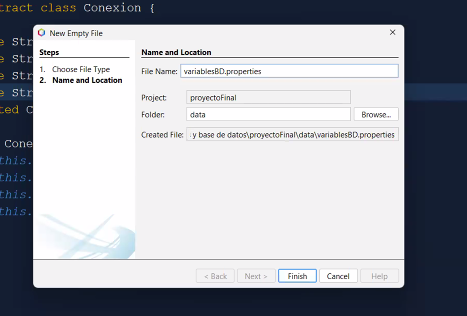 tract class Conexion {
New Empty File
e Str
e Str
e Str
e Str
ted C
Cone
this.
this.
this.
this.
Steps
1. Choose File Type
2. Name and Location
Name and Location
File Name: variablesBD.properties
Project: proyectoFinal
Folder: data Browse...
Created File: y base de datos\proyectoFinal\data\variablesBD.properties
< Back Next > Finish Cancel Help